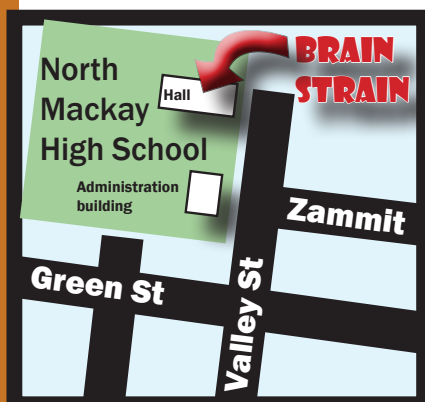 North
Mackay
High School
Hall
BRAIN
STRAIN
Administration
building
Zammit
Green St
Valley St